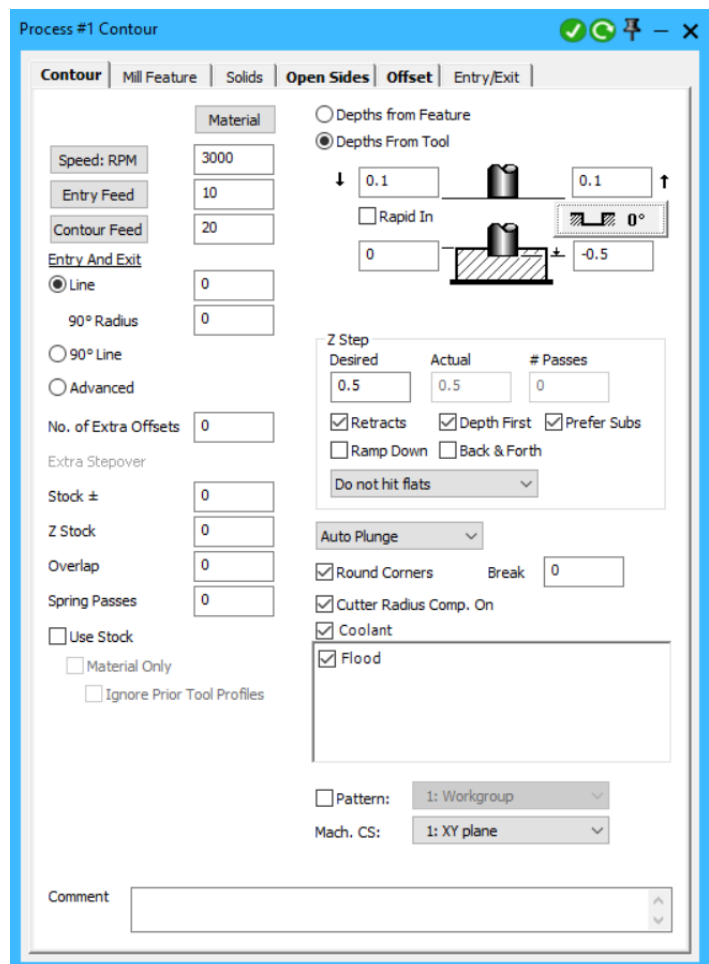 Process #1 Contour
Contour Mill Feature Solids Open Sides Offset Entry/Exit
Material
Speed: RPM 3000
Entry Feed 10
Contour Feed 20
Entry And Exit
Line 0
90° Radius 0
90° Line
Advanced
No. of Extra Offsets 0
Extra Stepover
Stock ± 0
Z Stock 0
Overlap 0
Spring Passes 0
Use Stock
Material Only
Ignore Prior Tool Profiles
Depths from Feature
Depths From Tool
0.1 0.1
Rapid In 0°
0 -0.5
Z Step
Desired Actual # Passes
0.5 0.5 0
Retracts Depth First Prefer Subs
Ramp Down Back & Forth
Do not hit flats
Auto Plunge
Round Corners Break 0
Cutter Radius Comp. On
Coolant
Flood
Pattern: 1: Workgroup
Mach. CS: 1: XY plane
Comment